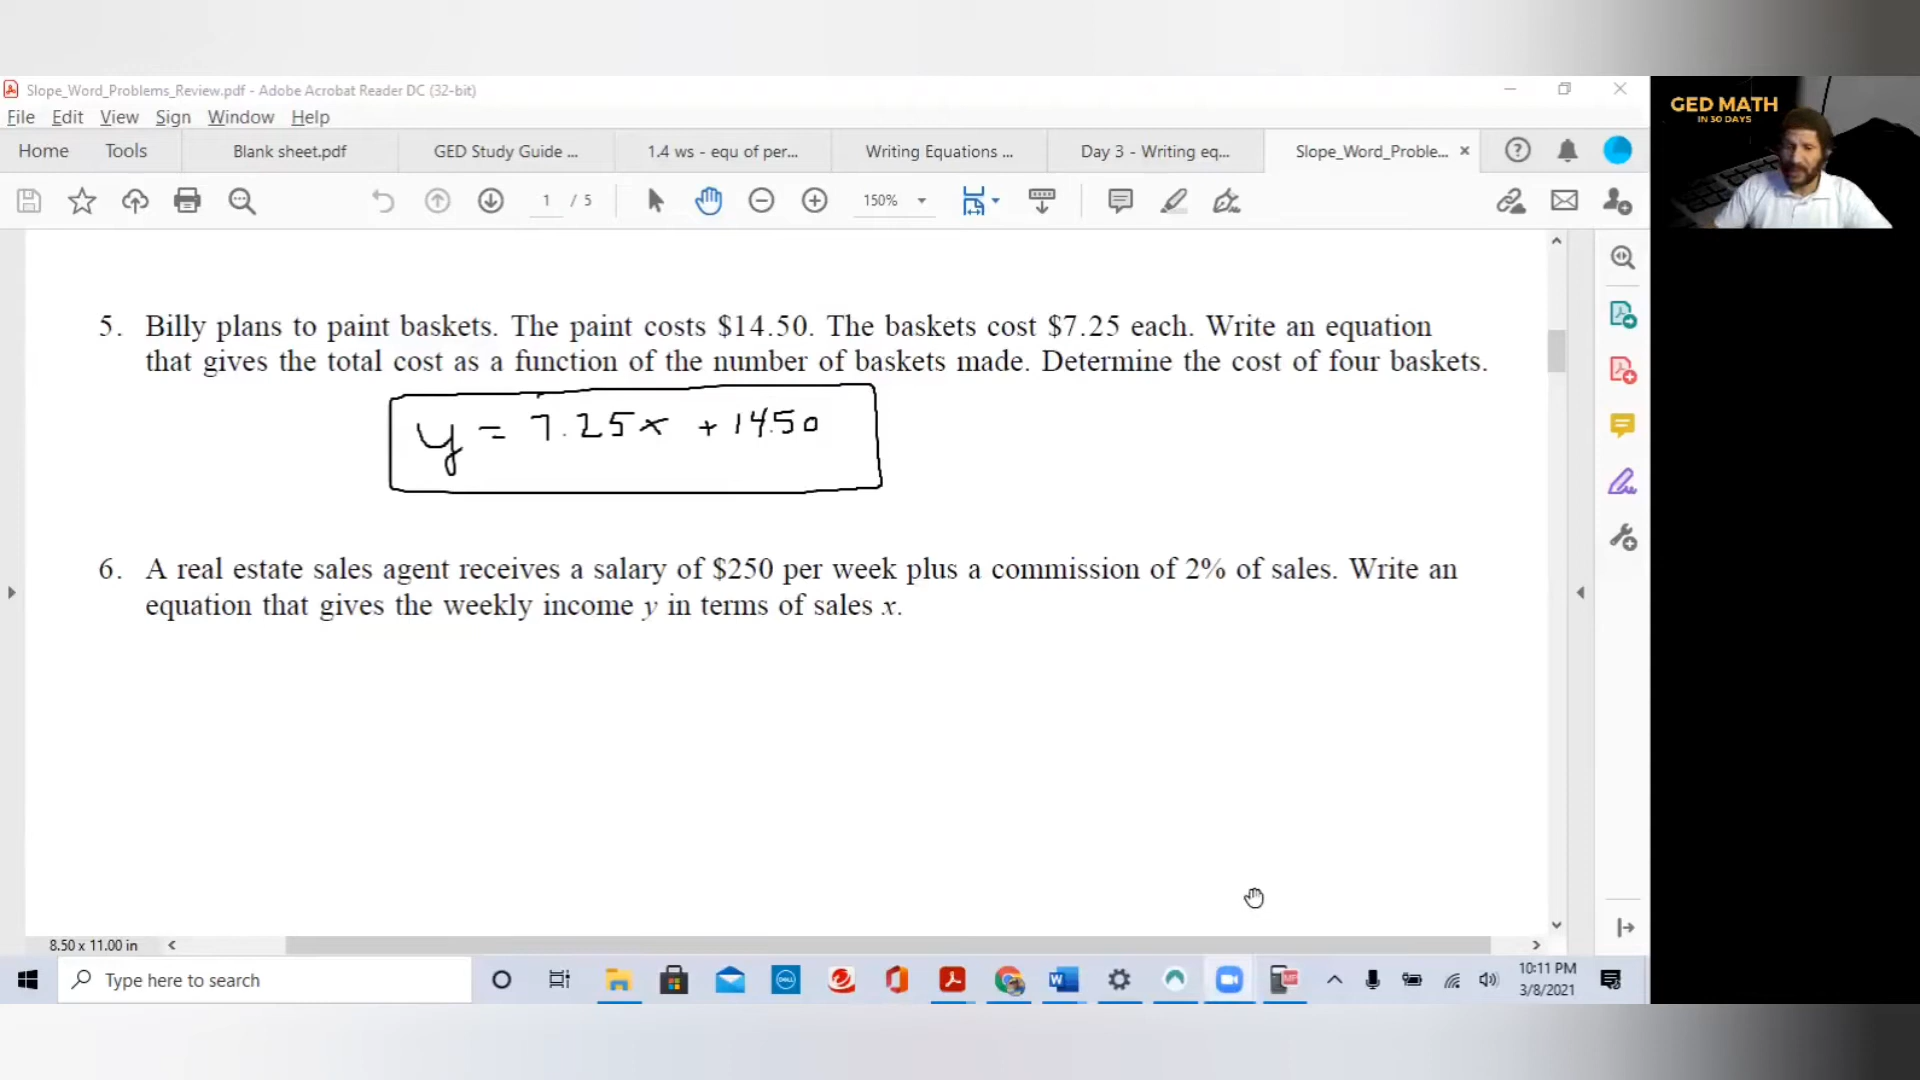 Slope_Word_Problems_Review.pdf - Adobe Acrobat Reader DC (32-bit)
File Edit View Sign Window Help
Home Tools Blank sheet.pdf GED Study Guide ... 1.4 ws - equ of per... Writing Equations ... Day 3 - Writing eq... Slope_Word_Proble... ×
1 / 5 150%
GED MATH
IN 30 DAYS
5. Billy plans to paint baskets. The paint costs $14.50. The baskets cost $7.25 each. Write an equation
that gives the total cost as a function of the number of baskets made. Determine the cost of four baskets.
y = 7.25x + 14.50
6. A real estate sales agent receives a salary of $250 per week plus a commission of 2% of sales. Write an
equation that gives the weekly income y in terms of sales x.
8.50 x 11.00 in
Type here to search
DELL
10:11 PM
3/8/2021